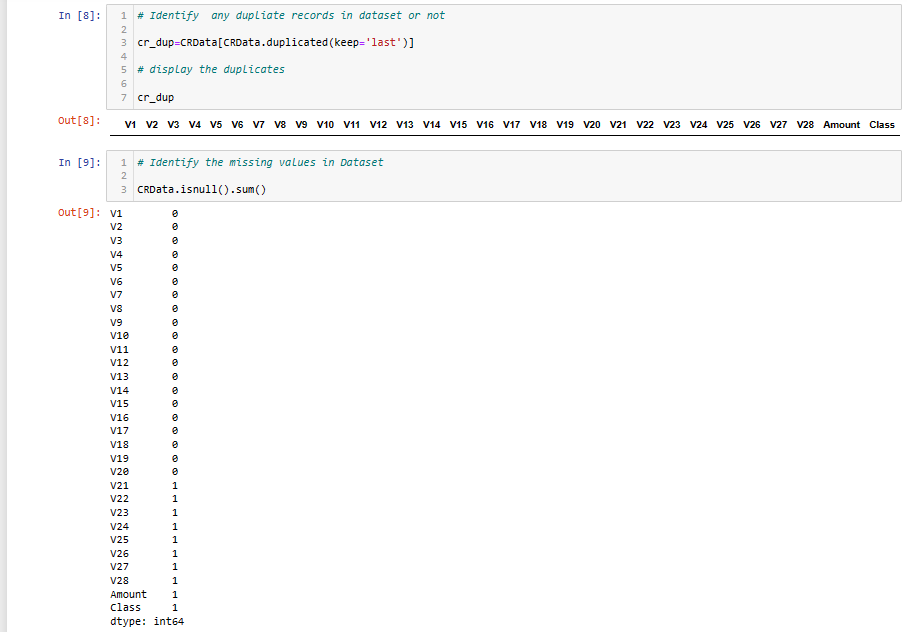 In [8]:
1 # Identify  any dupliate records in dataset or not
2
3 cr_dup=CRData[CRData.duplicated(keep='last')]
4
5 # display the duplicates
6
7 cr_dup
Out[8]:
V1 V2 V3 V4 V5 V6 V7 V8 V9 V10 V11 V12 V13 V14 V15 V16 V17 V18 V19 V20 V21 V22 V23 V24 V25 V26 V27 V28 Amount Class
In [9]:
1 # Identify the missing values in Dataset
2
3 CRData.isnull().sum()
Out[9]:
V1 0
V2 0
V3 0
V4 0
V5 0
V6 0
V7 0
V8 0
V9 0
V10 0
V11 0
V12 0
V13 0
V14 0
V15 0
V16 0
V17 0
V18 0
V19 0
V20 0
V21 1
V22 1
V23 1
V24 1
V25 1
V26 1
V27 1
V28 1
Amount 1
Class 1
dtype: int64